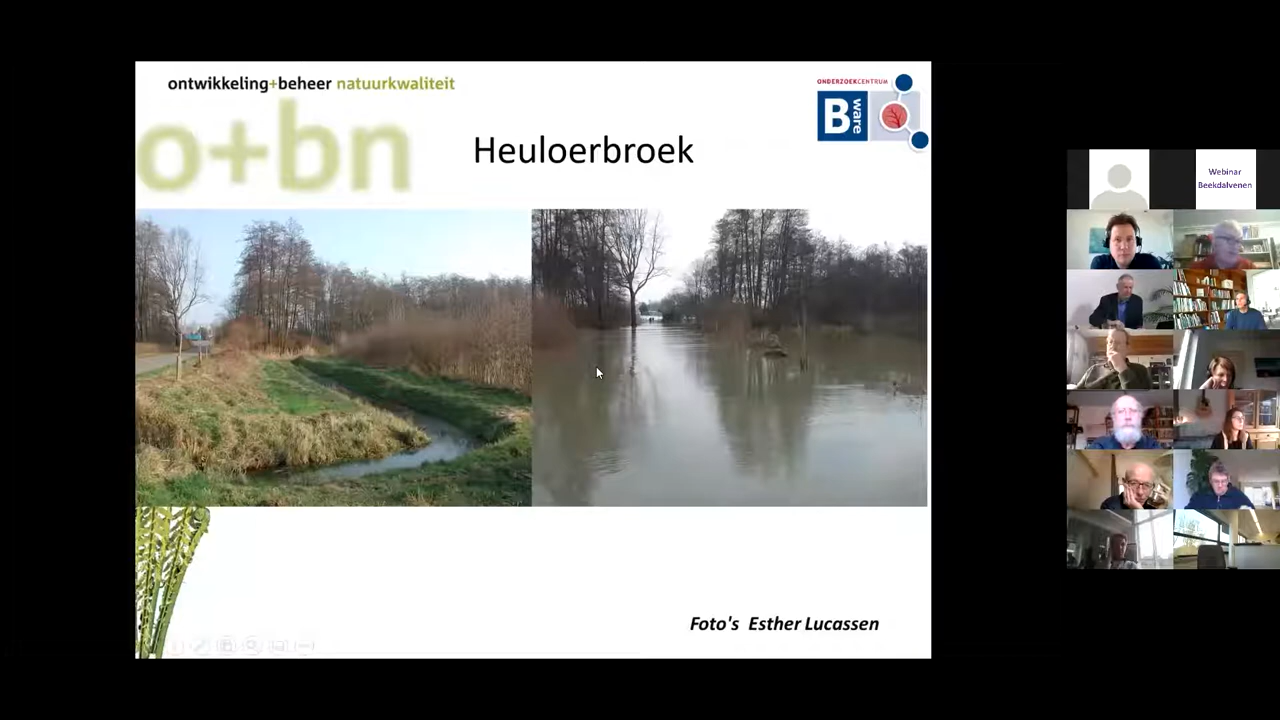 ontwikkeling+beheer natuurkwaliteit
o+bn
ONDERZOEKCENTRUM
B ware
Heuloerbroek
Foto's Esther Lucassen
Webinar
Beekdalvenen